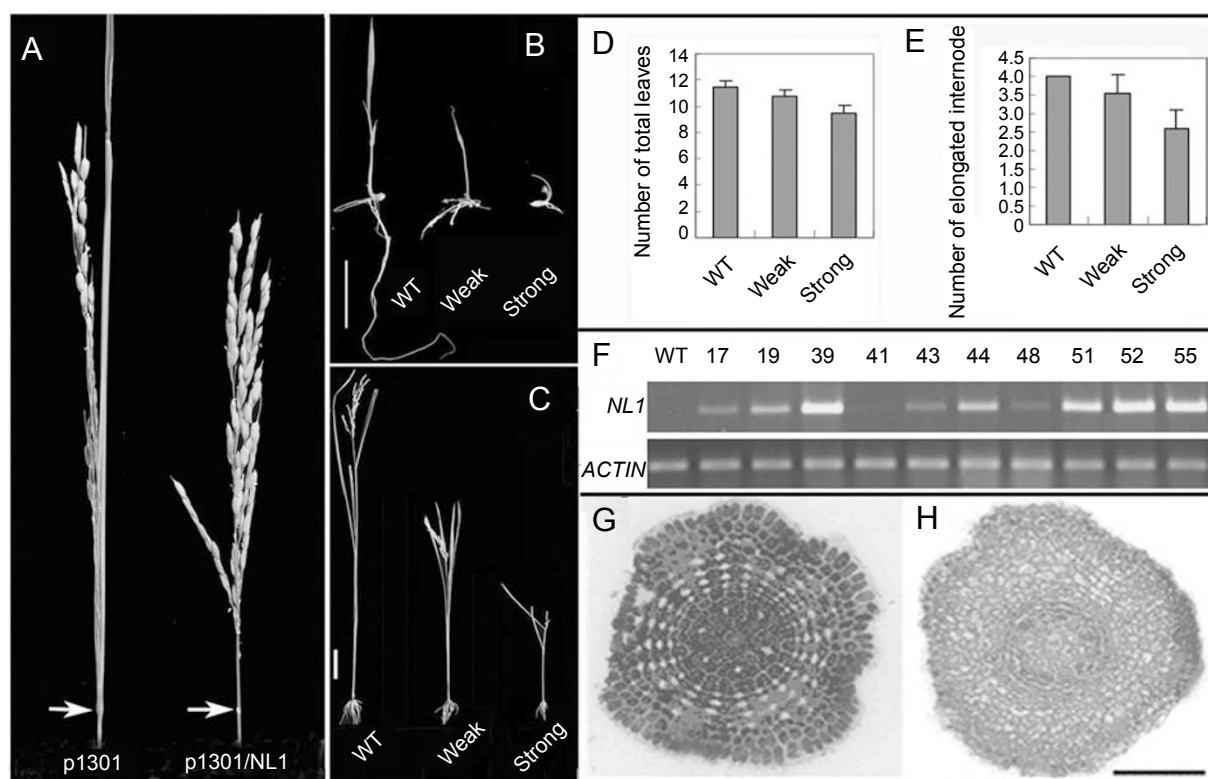 A
p1301
p1301/NL1
B
WT
Weak
Strong
C
WT
Weak
Strong
D
Number of total leaves
14
12
10
8
6
4
2
0
WT
Weak
Strong
E
Number of elongated internode
4.5
4.0
3.5
3.0
2.5
2.0
1.5
1.0
0.5
0
WT
Weak
Strong
F
WT 17 19 39 41 43 44 48 51 52 55
NL1
ACTIN
G
H